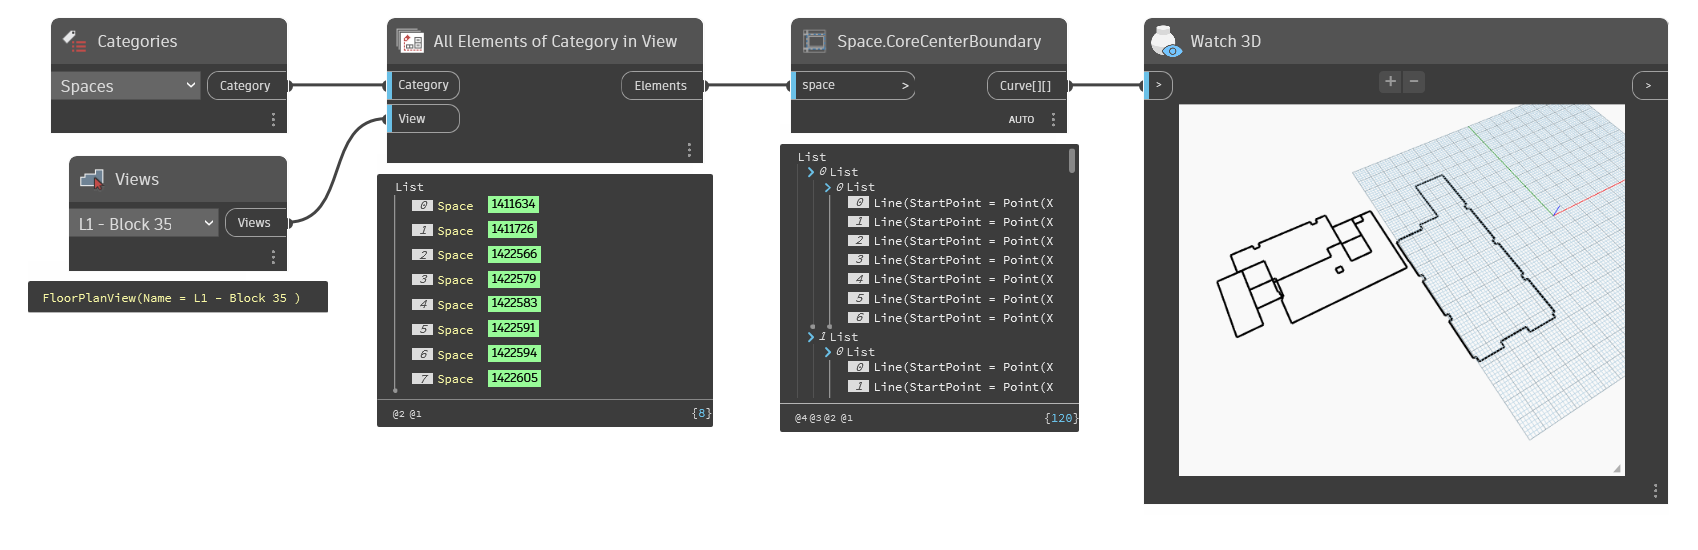 Categories
Spaces
Category
Views
L1 - Block 35
Views
FloorPlanView(Name = L1 - Block 35 )
All Elements of Category in View
Category
Elements
View
List
0 Space 1411634
1 Space 1411726
2 Space 1422566
3 Space 1422579
4 Space 1422583
5 Space 1422591
6 Space 1422594
7 Space 1422605
@2 @1
{8}
Space.CoreCenterBoundary
space >
Curve[][]
AUTO
List
0 List
0 List
0 Line(StartPoint = Point(X
1 Line(StartPoint = Point(X
2 Line(StartPoint = Point(X
3 Line(StartPoint = Point(X
4 Line(StartPoint = Point(X
5 Line(StartPoint = Point(X
6 Line(StartPoint = Point(X
1 List
0 List
0 Line(StartPoint = Point(X
1 Line(StartPoint = Point(X
@4 @3 @2 @1
{120}
Watch 3D
>
+ −
>